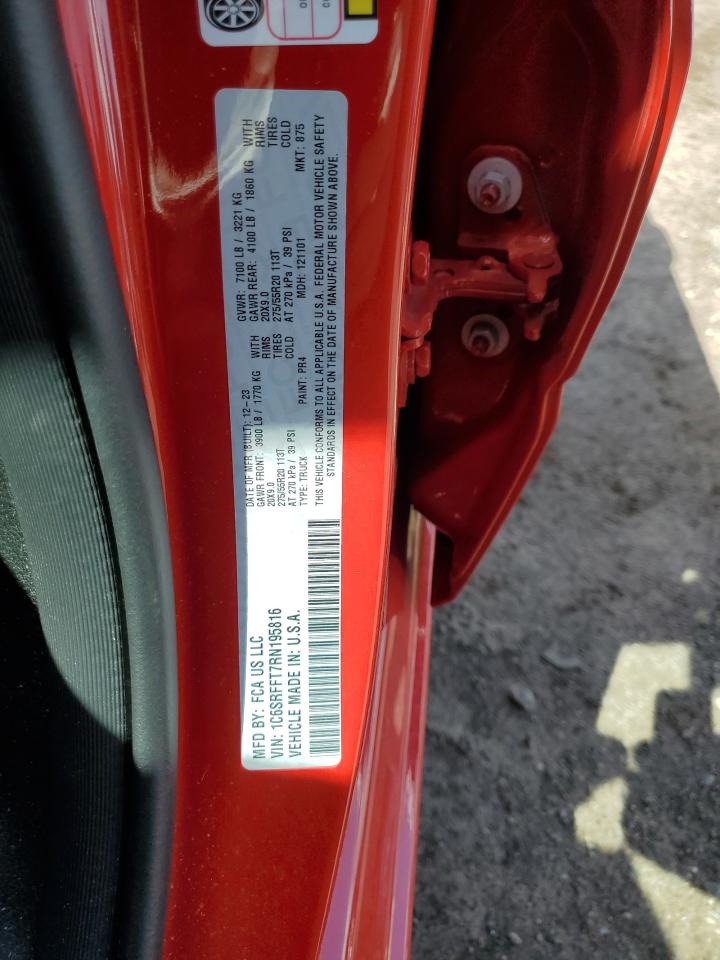 MFD BY: FCA US LLC
VIN: 1C6SRFFT7RN195816
VEHICLE MADE IN: U.S.A.
DATE OF MFR (BUILT): 12-23 GVWR: 7100 LB / 3221 KG
GAWR FRONT: 3900 LB / 1770 KG WITH GAWR REAR: 4100 LB / 1860 KG WITH
20X9.0 RIMS 20X9.0 RIMS
275/55R20 113T TIRES 275/55R20 113T TIRES
AT 270 kPa / 39 PSI COLD AT 270 kPa / 39 PSI COLD
TYPE: TRUCK PAINT: PR4 MDH: 121101 MKT: 875
THIS VEHICLE CONFORMS TO ALL APPLICABLE U.S.A. FEDERAL MOTOR VEHICLE SAFETY
STANDARDS IN EFFECT ON THE DATE OF MANUFACTURE SHOWN ABOVE.